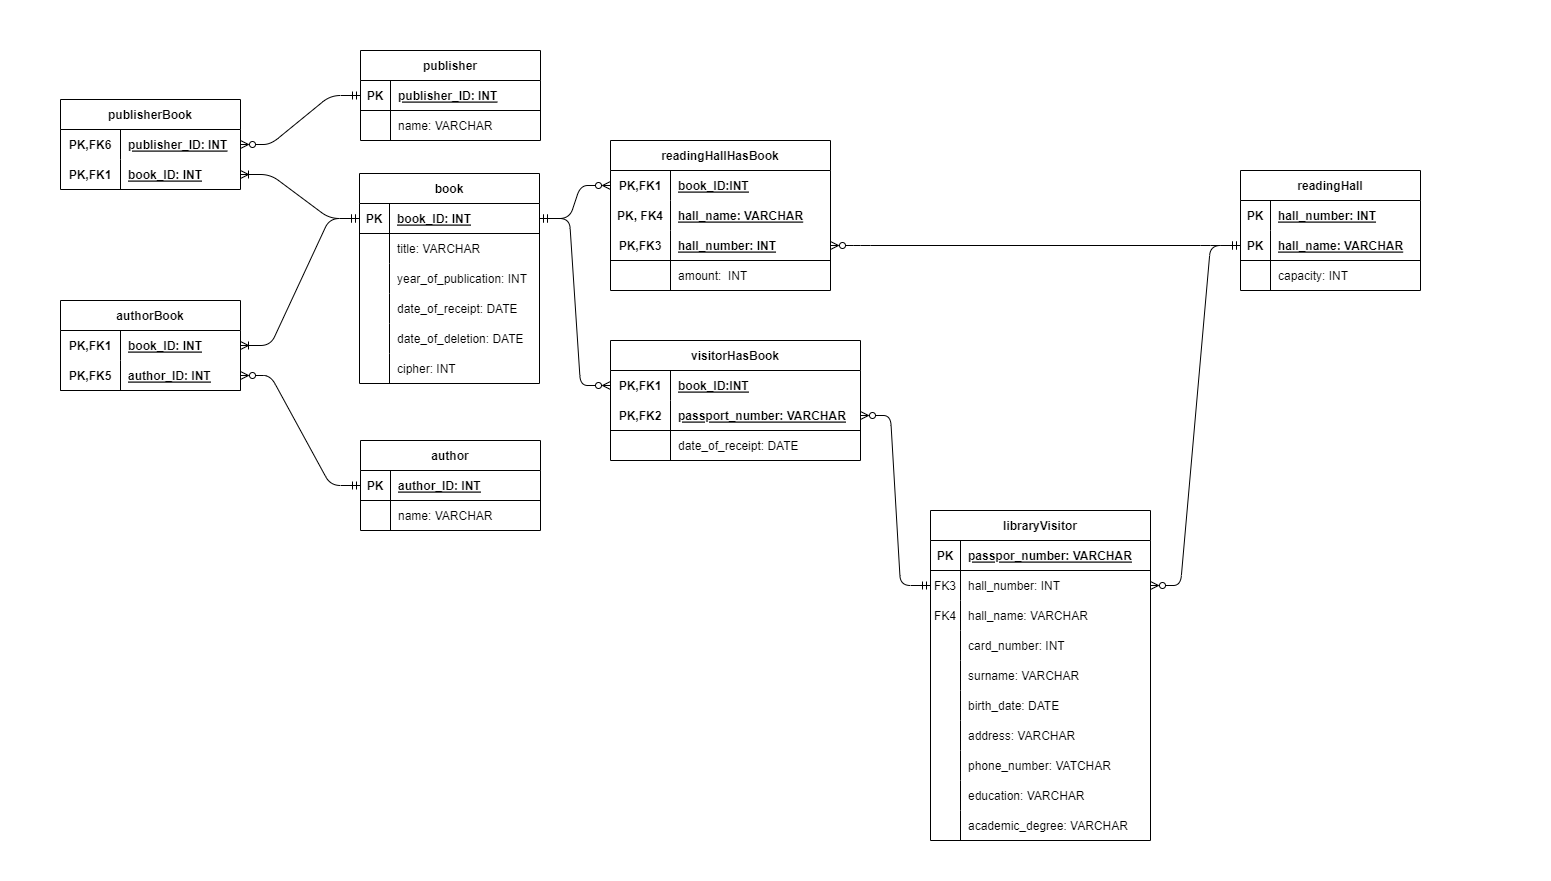 publisher
PK publisher_ID: INT
name: VARCHAR
publisherBook
PK,FK6 publisher_ID: INT
PK,FK1 book_ID: INT
book
PK book_ID: INT
title: VARCHAR
year_of_publication: INT
date_of_receipt: DATE
date_of_deletion: DATE
cipher: INT
authorBook
PK,FK1 book_ID: INT
PK,FK5 author_ID: INT
author
PK author_ID: INT
name: VARCHAR
readingHallHasBook
PK,FK1 book_ID:INT
PK, FK4 hall_name: VARCHAR
PK,FK3 hall_number: INT
amount: INT
visitorHasBook
PK,FK1 book_ID:INT
PK,FK2 passport_number: VARCHAR
date_of_receipt: DATE
readingHall
PK hall_number: INT
PK hall_name: VARCHAR
capacity: INT
libraryVisitor
PK passpor_number: VARCHAR
FK3 hall_number: INT
FK4 hall_name: VARCHAR
card_number: INT
surname: VARCHAR
birth_date: DATE
address: VARCHAR
phone_number: VATCHAR
education: VARCHAR
academic_degree: VARCHAR